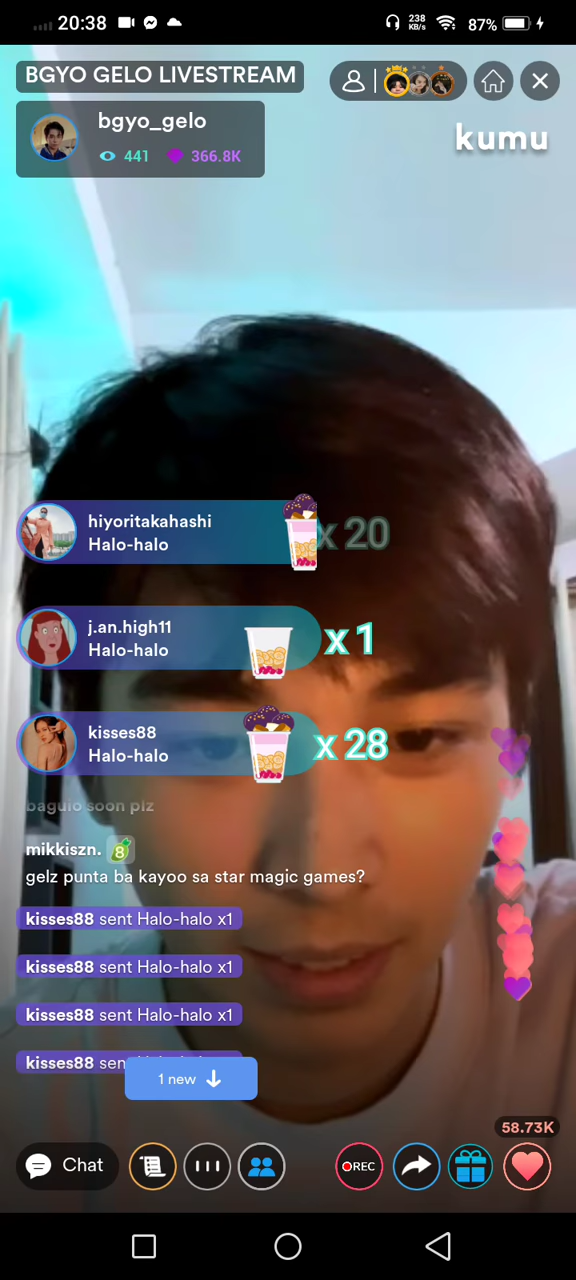 20:38
238
KB/s
87%
BGYO GELO LIVESTREAM
bgyo_gelo
441
366.8K
kumu
hiyoritakahashi
Halo-halo
x 20
j.an.high11
Halo-halo
x 1
kisses88
Halo-halo
x 28
baguio soon plz
mikkiszn. 8
gelz punta ba kayoo sa star magic games?
kisses88 sent Halo-halo x1
kisses88 sent Halo-halo x1
kisses88 sent Halo-halo x1
kisses88
1 new
58.73K
Chat
REC